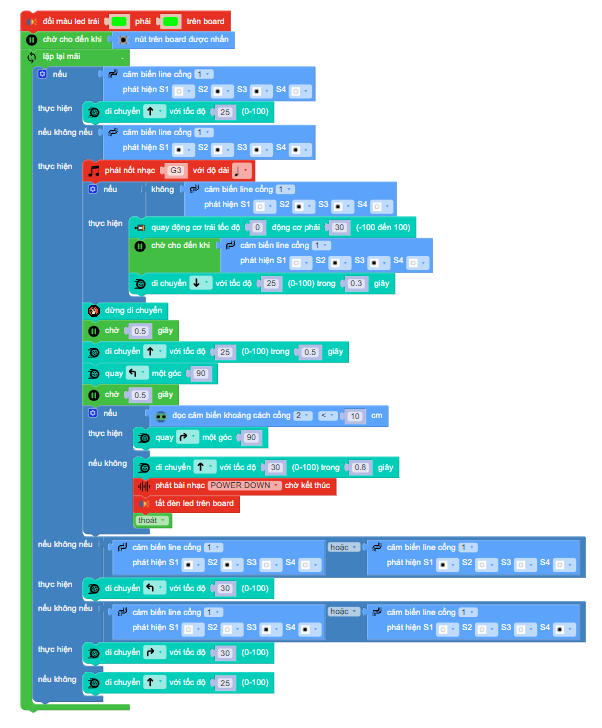 đổi màu led trái phải trên board
chờ cho đến khi nút trên board được nhấn
lặp lại mãi
nếu cảm biến line cổng 1
phát hiện S1 S2 S3 S4
thực hiện di chuyển với tốc độ 25 (0-100)
nếu không nếu cảm biến line cổng 1
phát hiện S1 S2 S3 S4
thực hiện phát nốt nhạc G3 với độ dài
nếu không cảm biến line cổng 1
phát hiện S1 S2 S3 S4
thực hiện quay động cơ trái tốc độ 0 động cơ phải 30 (-100 đến 100)
chờ cho đến khi cảm biến line cổng 1
phát hiện S1 S2 S3 S4
di chuyển với tốc độ 25 (0-100) trong 0.3 giây
dừng di chuyển
chờ 0.5 giây
di chuyển với tốc độ 25 (0-100) trong 0.5 giây
quay một góc 90
chờ 0.5 giây
nếu đọc cảm biến khoảng cách cổng 2 < 10 cm
thực hiện quay một góc 90
nếu không di chuyển với tốc độ 30 (0-100) trong 0.8 giây
phát bài nhạc POWER DOWN chờ kết thúc
tắt đèn led trên board
thoát
nếu không nếu cảm biến line cổng 1 hoặc cảm biến line cổng 1
phát hiện S1 S2 S3 S4 phát hiện S1 S2 S3 S4
thực hiện di chuyển với tốc độ 30 (0-100)
nếu không nếu cảm biến line cổng 1 hoặc cảm biến line cổng 1
phát hiện S1 S2 S3 S4 phát hiện S1 S2 S3 S4
thực hiện di chuyển với tốc độ 30 (0-100)
nếu không di chuyển với tốc độ 25 (0-100)